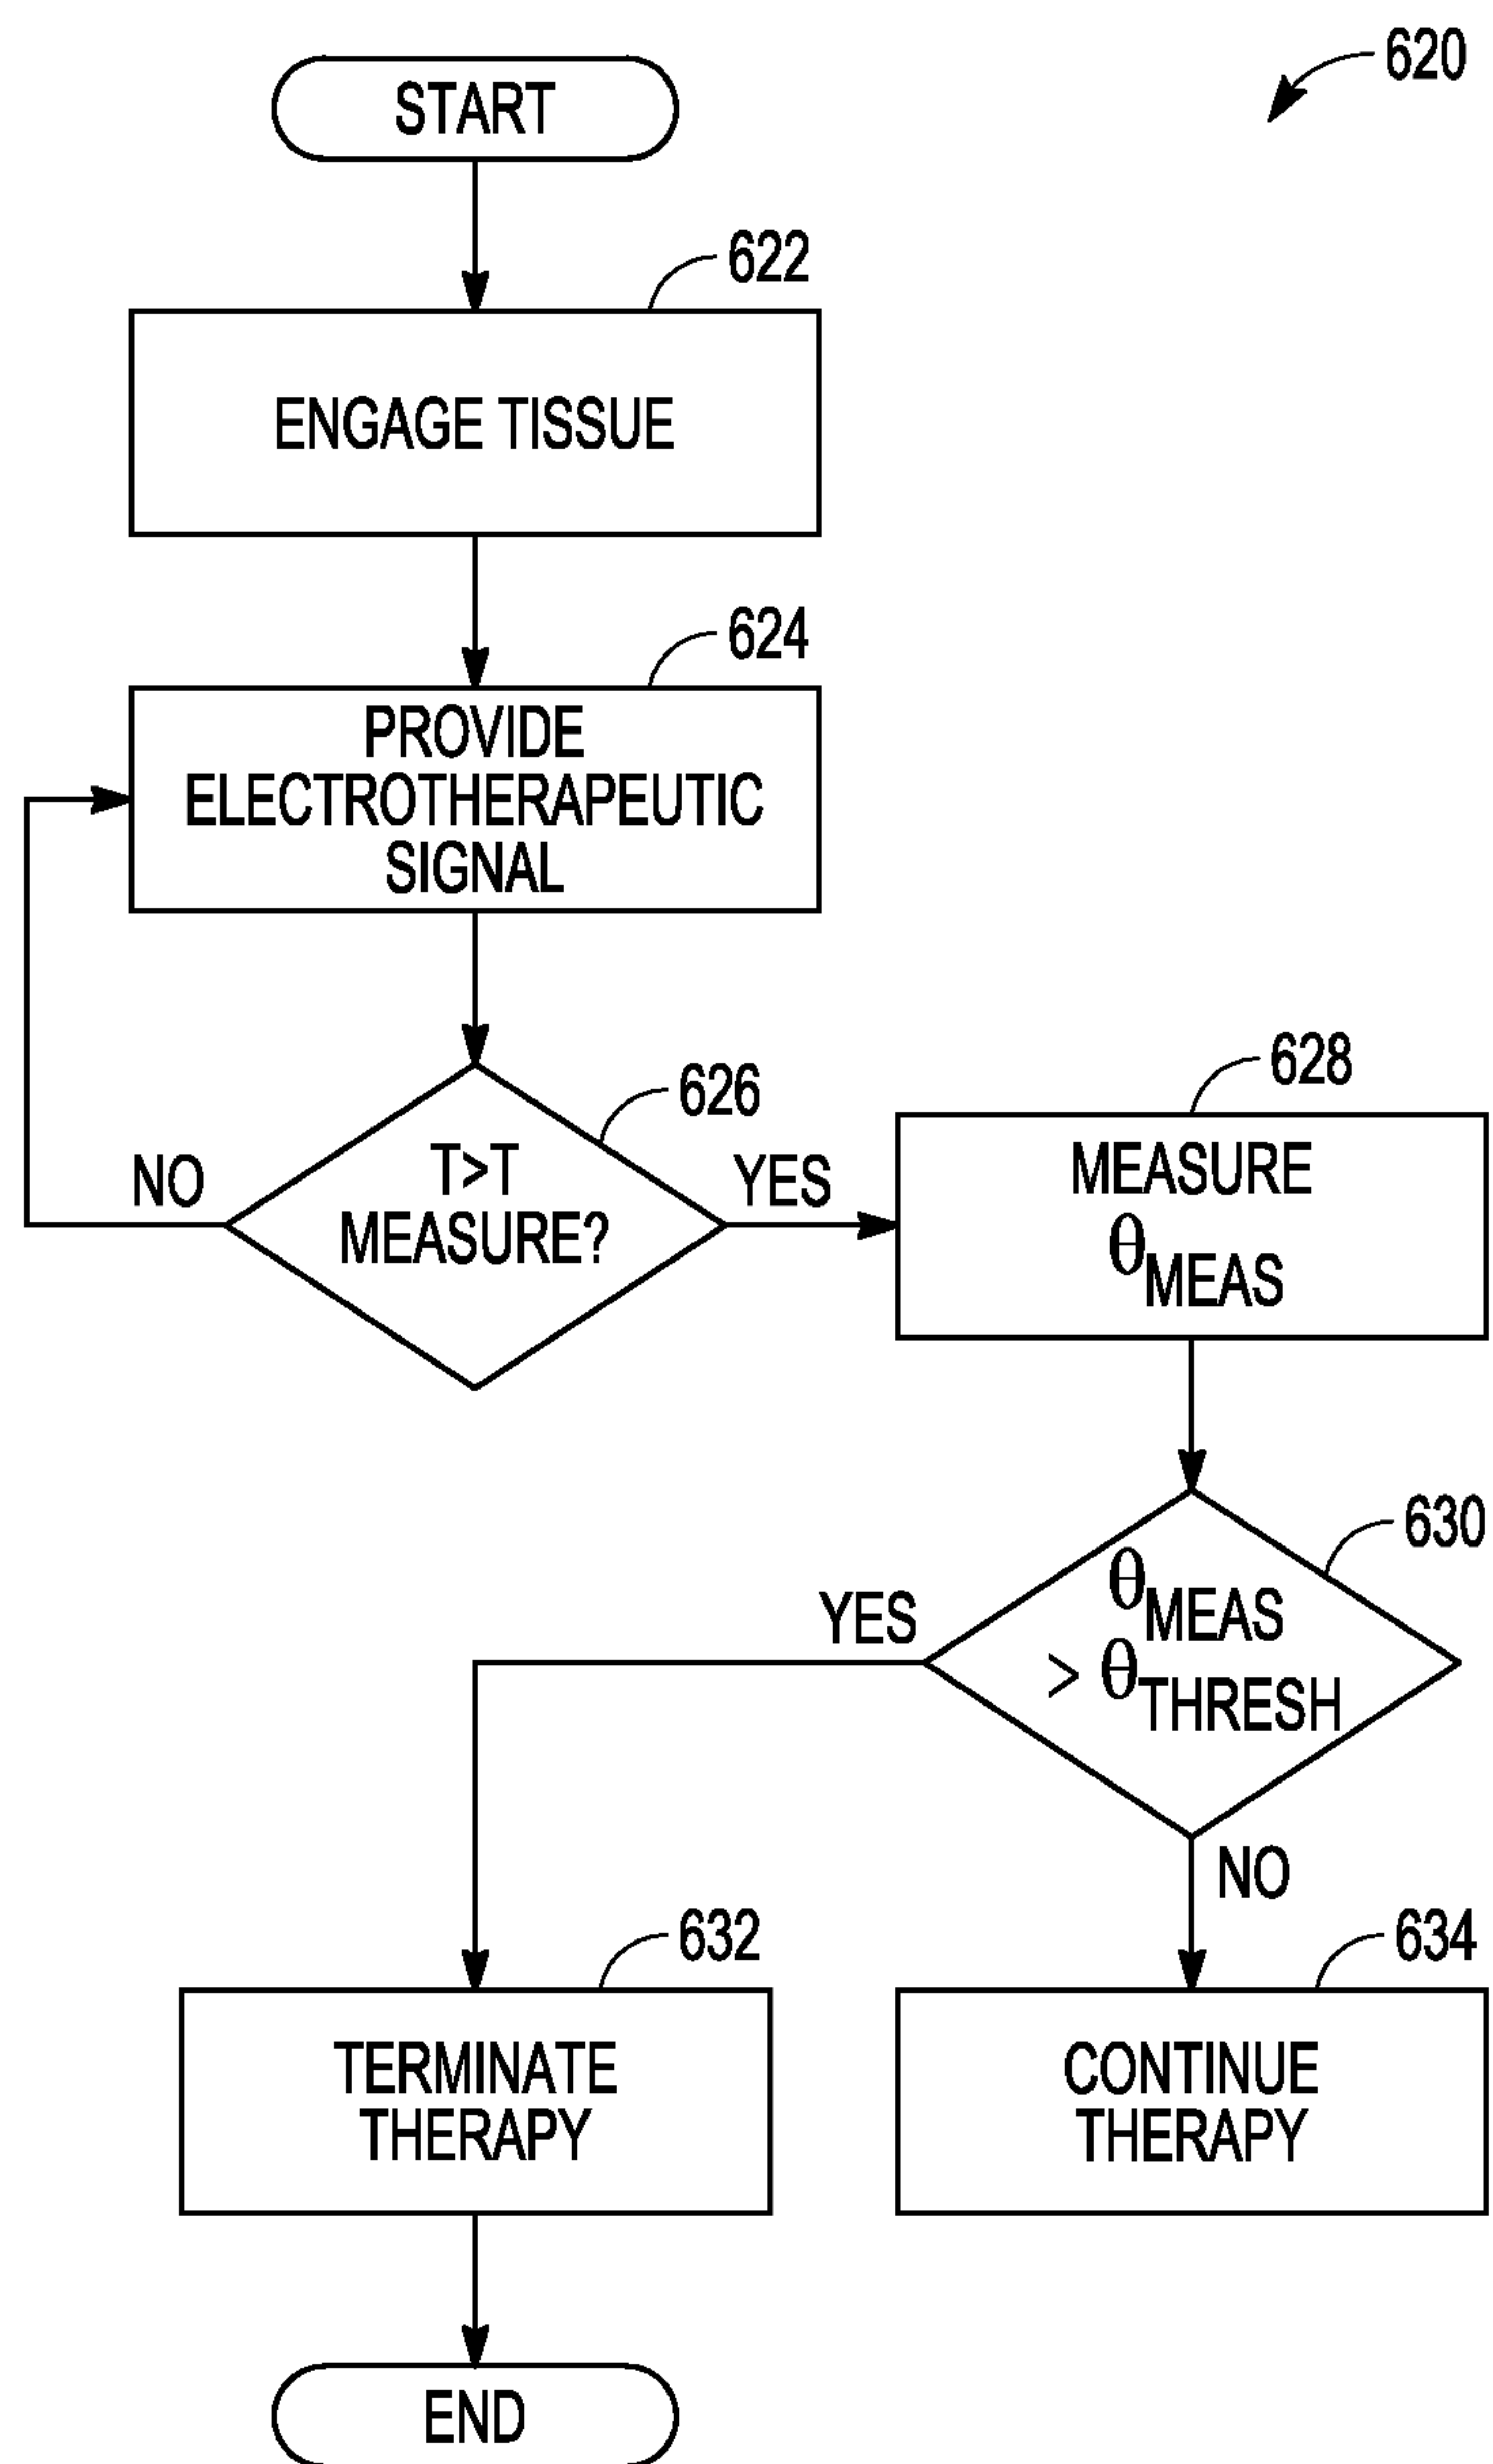 620
START
622
ENGAGE TISSUE
624
PROVIDE
ELECTROTHERAPEUTIC
SIGNAL
626
T>T
MEASURE?
NO
YES
628
MEASURE
θMEAS
630
θMEAS
> θTHRESH
YES
NO
632
TERMINATE
THERAPY
634
CONTINUE
THERAPY
END